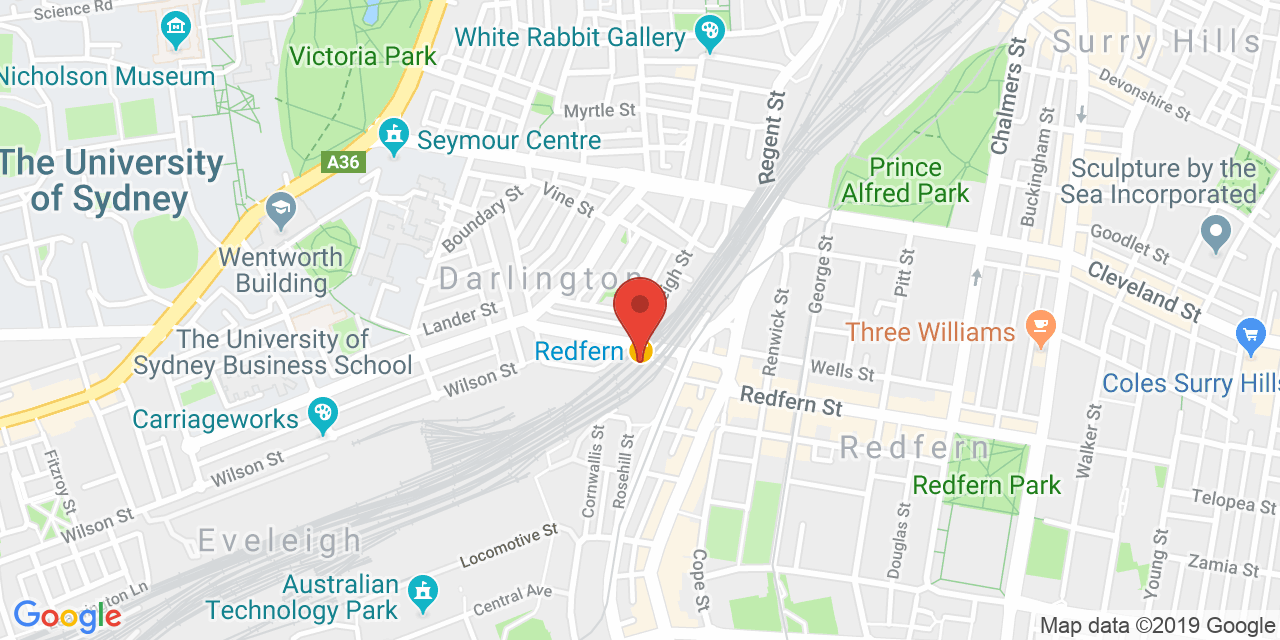 Science Rd
Nicholson Museum
Victoria Park
White Rabbit Gallery
Surry Hills
Devonshire St
Chalmers St
Buckingham St
Regent St
Myrtle St
Seymour Centre
A36
The University
of Sydney
Prince
Alfred Park
Sculpture by the
Sea Incorporated
Vine St
Boundary St
Wentworth
Building
Goodlet St
Cleveland St
George St
Pitt St
Darlington
eigh St
Lander St
Renwick St
The University of
Sydney Business School
Redfern
Three Williams
Wells St
Coles Surry Hills
Wilson St
Carriageworks
Redfern St
Redfern
Walker St
Wilson St
Fitzroy St
Cornwallis St
Rosehill St
Redfern Park
Telopea St
Wilson St
Eveleigh
Locomotive St
Douglas St
Young St
Zamia St
Cope St
Australian
Technology Park
Central Ave
Ln
Google
Map data ©2019 Google